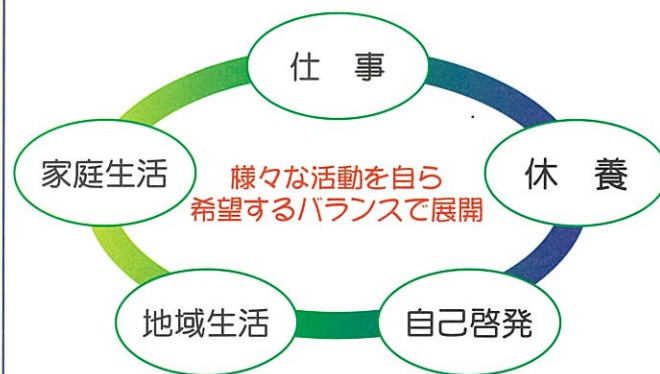 仕　事
家庭生活
様々な活動を自ら
希望するバランスで展開
休　養
地域生活
自己啓発